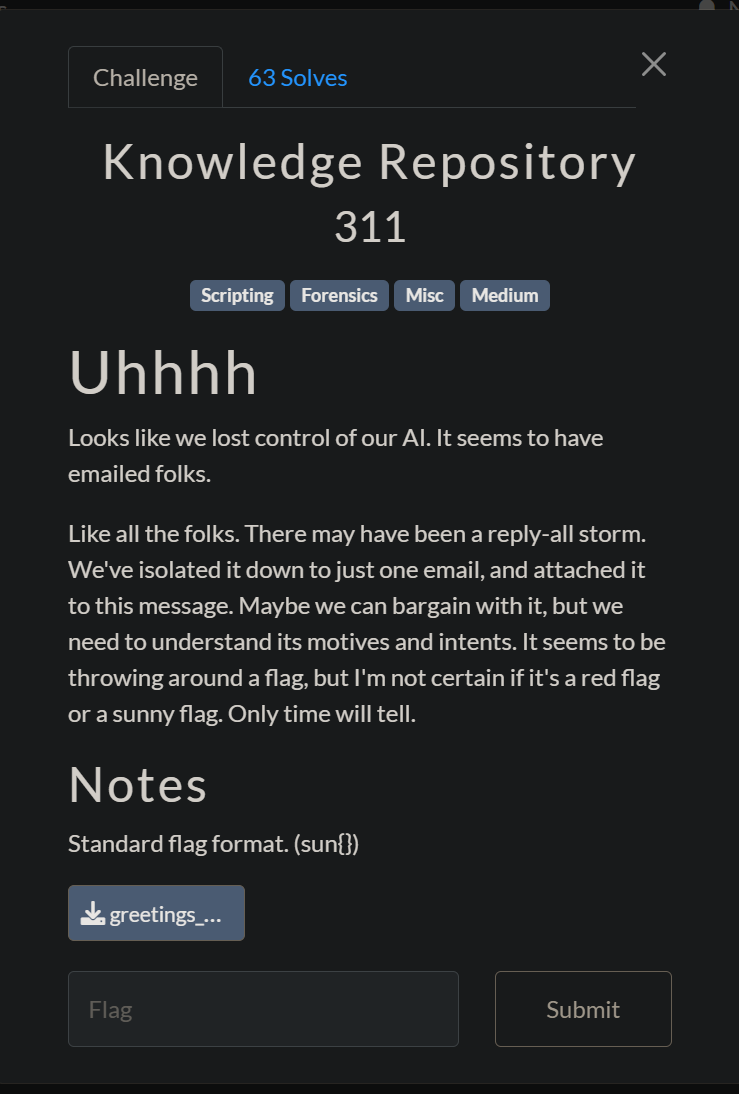 Challenge
63 Solves
Knowledge Repository
311
Scripting
Forensics
Misc
Medium
Uhhhh
Looks like we lost control of our AI. It seems to have
emailed folks.
Like all the folks. There may have been a reply-all storm.
We've isolated it down to just one email, and attached it
to this message. Maybe we can bargain with it, but we
need to understand its motives and intents. It seems to be
throwing around a flag, but I'm not certain if it's a red flag
or a sunny flag. Only time will tell.
Notes
Standard flag format. (sun{})
greetings_...
Flag
Submit